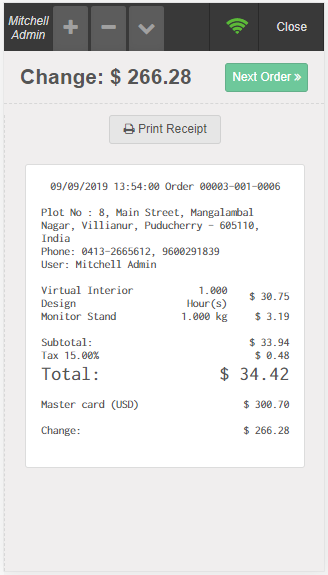 Mitchell
Admin
Close
Change: $ 266.28
Next Order »
Print Receipt
09/09/2019 13:54:00 Order 00003-001-0006
Plot No : 8, Main Street, Mangalambal
Nagar, Villianur, Puducherry - 605110,
India
Phone: 0413-2665612, 9600291839
User: Mitchell Admin
Virtual Interior Design 1.000 Hour(s) $ 30.75
Monitor Stand 1.000 kg $ 3.19
Subtotal: $ 33.94
Tax 15.00% $ 0.48
Total: $ 34.42
Master card (USD) $ 300.70
Change: $ 266.28